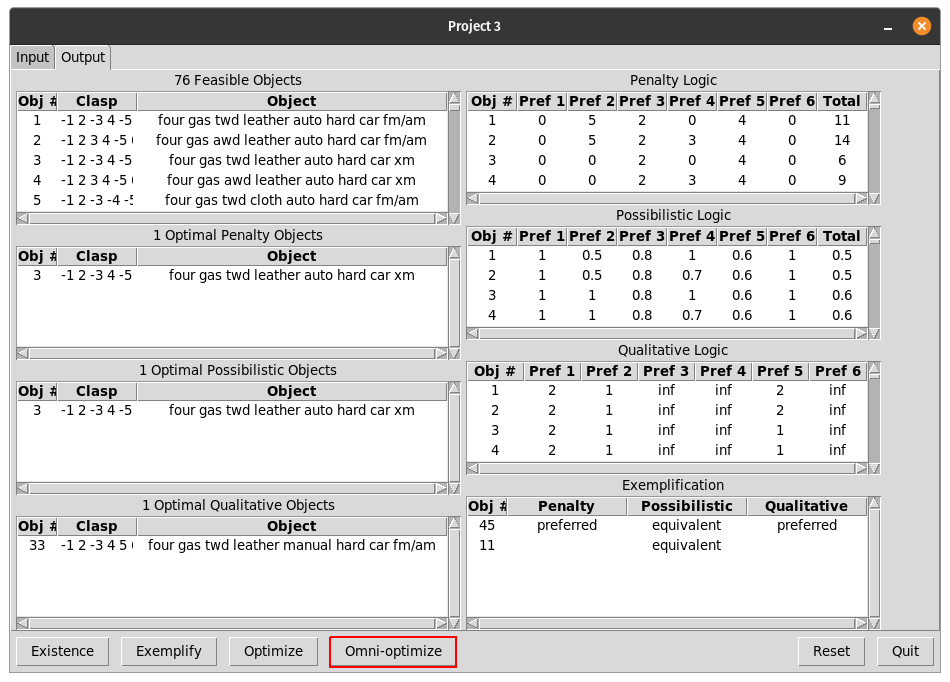 Project 3
Input Output
76 Feasible Objects
Obj # Clasp Object
1 -1 2 -3 4 -5 four gas twd leather auto hard car fm/am
2 -1 2 3 4 -5 four gas awd leather auto hard car fm/am
3 -1 2 -3 4 -5 four gas twd leather auto hard car xm
4 -1 2 3 4 -5 four gas awd leather auto hard car xm
5 -1 2 -3 -4 -5 four gas twd cloth auto hard car fm/am
1 Optimal Penalty Objects
Obj # Clasp Object
3 -1 2 -3 4 -5 four gas twd leather auto hard car xm
1 Optimal Possibilistic Objects
Obj # Clasp Object
3 -1 2 -3 4 -5 four gas twd leather auto hard car xm
1 Optimal Qualitative Objects
Obj # Clasp Object
33 -1 2 -3 4 5 four gas twd leather manual hard car fm/am
Penalty Logic
Obj # Pref 1 Pref 2 Pref 3 Pref 4 Pref 5 Pref 6 Total
1 0 5 2 0 4 0 11
2 0 5 2 3 4 0 14
3 0 0 2 0 4 0 6
4 0 0 2 3 4 0 9
Possibilistic Logic
Obj # Pref 1 Pref 2 Pref 3 Pref 4 Pref 5 Pref 6 Total
1 1 0.5 0.8 1 0.6 1 0.5
2 1 0.5 0.8 0.7 0.6 1 0.5
3 1 1 0.8 1 0.6 1 0.6
4 1 1 0.8 0.7 0.6 1 0.6
Qualitative Logic
Obj # Pref 1 Pref 2 Pref 3 Pref 4 Pref 5 Pref 6
1 2 1 inf inf 2 inf
2 2 1 inf inf 2 inf
3 2 1 inf inf 1 inf
4 2 1 inf inf 1 inf
Exemplification
Obj # Penalty Possibilistic Qualitative
45 preferred equivalent preferred
11 equivalent
Existence Exemplify Optimize Omni-optimize Reset Quit